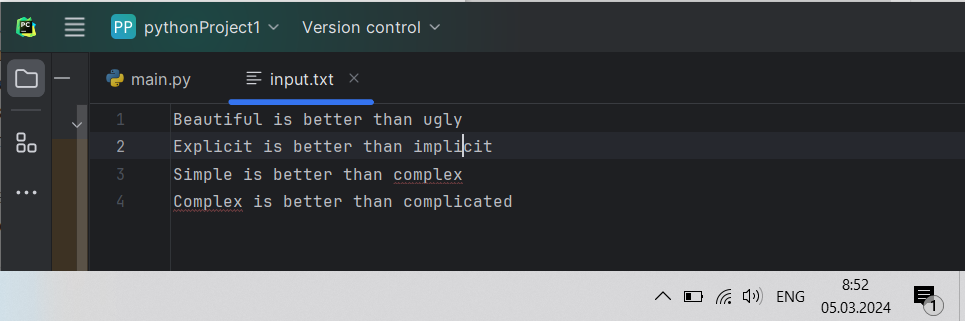 PC
PP pythonProject1 Version control
main.py input.txt
1 Beautiful is better than ugly
2 Explicit is better than implicit
3 Simple is better than complex
4 Complex is better than complicated
ENG 8:52
05.03.2024
1